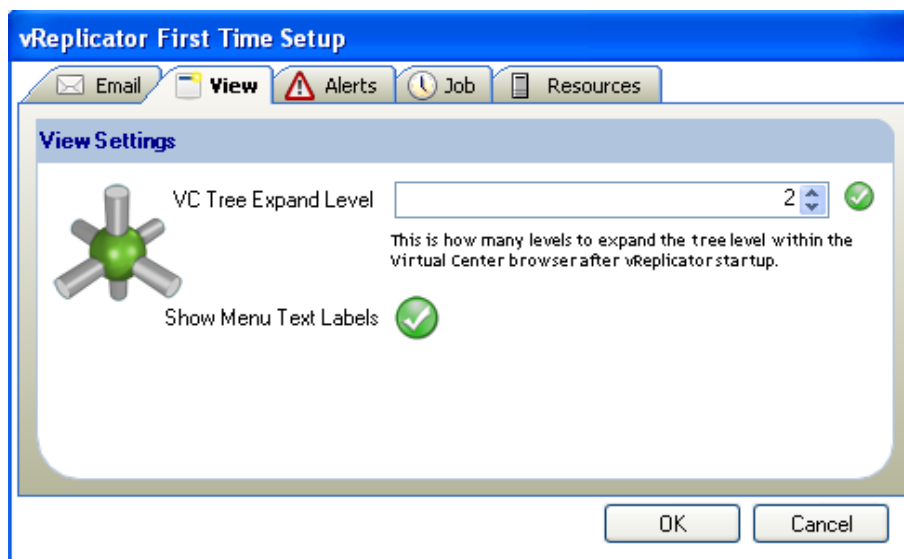 vReplicator First Time Setup
Email View Alerts Job Resources
View Settings
VC Tree Expand Level 2
This is how many levels to expand the tree level within the
Virtual Center browser after vReplicator startup.
Show Menu Text Labels
OK Cancel